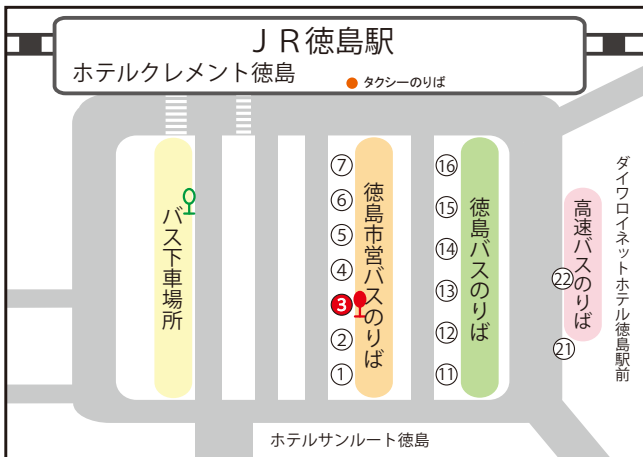 ＪＲ徳島駅
ホテルクレメント徳島
タクシーのりば
バス下車場所
⑦
⑥
⑤
④
③
②
①
徳島市営バスのりば
⑯
⑮
⑭
⑬
⑫
⑪
徳島バスのりば
㉒
㉑
高速バスのりば
ダイワロイネットホテル徳島駅前
ホテルサンルート徳島